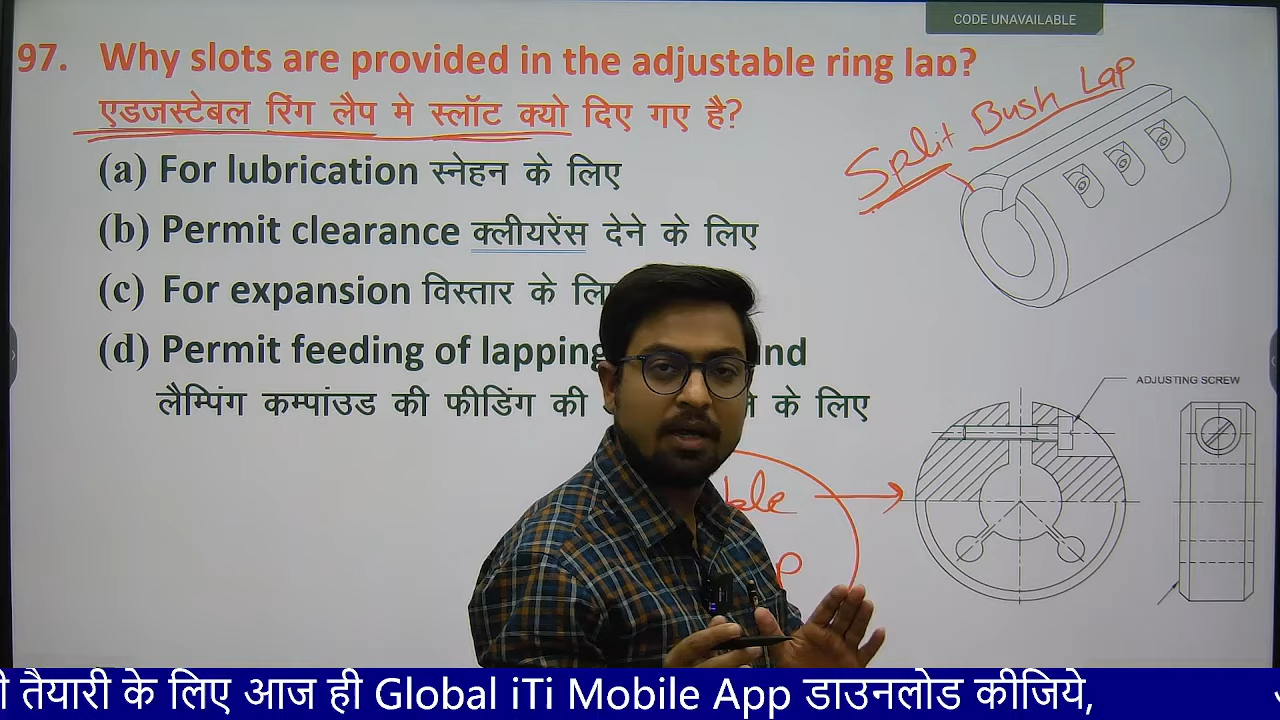 CODE UNAVAILABLE
97. Why slots are provided in the adjustable ring lap?
एडजस्टेबल रिंग लैप मे स्लॉट क्यो दिए गए है?
Split Bush Lap
(a) For lubrication स्नेहन के लिए
(b) Permit clearance क्लीयरेंस देने के लिए
(c) For expansion विस्तार के
(d) Permit feeding of lapping
लैम्पिंग कम्पांउड की फीडिंग की के लिए
ADJUSTING SCREW
तैयारी के लिए आज ही Global iTi Mobile App डाउनलोड कीजिये,